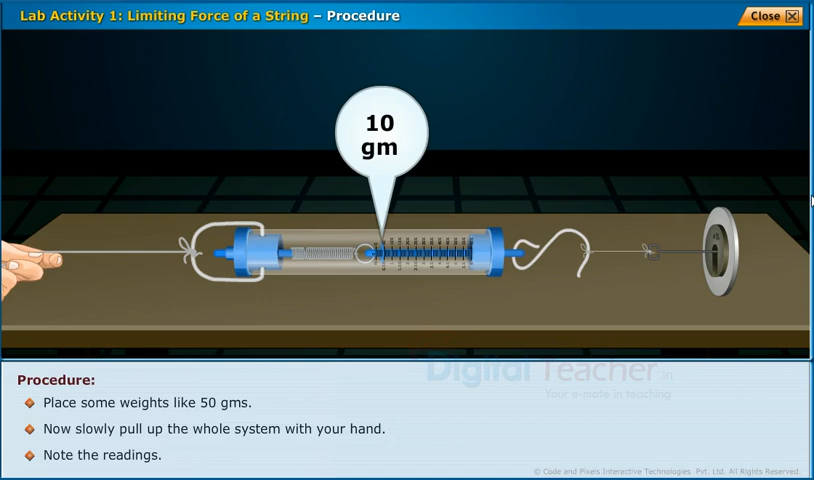 Lab Activity 1: Limiting Force of a String – Procedure
Close
10
gm
Digital Teacher.in
Your e-mate in teaching
Procedure:
Place some weights like 50 gms.
Now slowly pull up the whole system with your hand.
Note the readings.
© Code and Pixels Interactive Technologies Pvt. Ltd. All Rights Reserved.